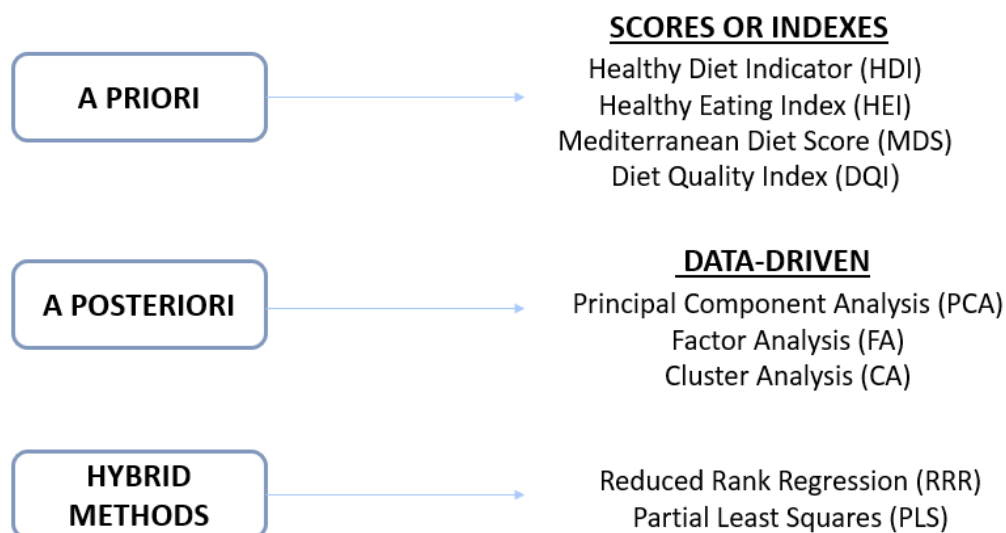 SCORES OR INDEXES
A PRIORI
Healthy Diet Indicator (HDI)
Healthy Eating Index (HEI)
Mediterranean Diet Score (MDS)
Diet Quality Index (DQI)
DATA-DRIVEN
A POSTERIORI
Principal Component Analysis (PCA)
Factor Analysis (FA)
Cluster Analysis (CA)
HYBRID
METHODS
Reduced Rank Regression (RRR)
Partial Least Squares (PLS)